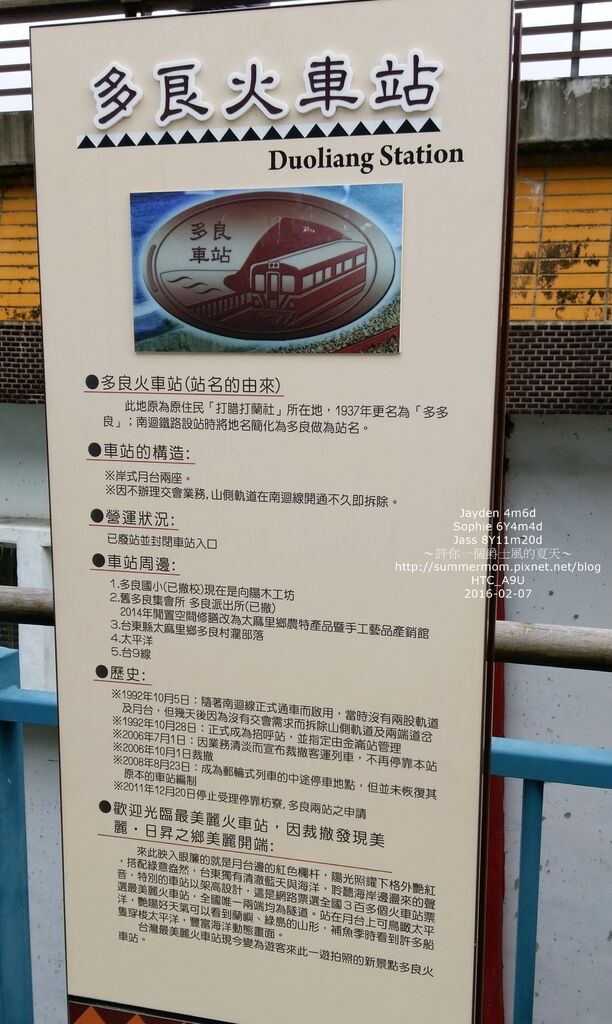 多良火車站
Duoliang Station
多良
車站
●多良火車站(站名的由來)
此地原為原住民「打腊打蘭社」所在地，1937年更名為「多多
良」；南迴鐵路設站時將地名簡化為多良做為站名。
●車站的構造:
※岸式月台兩座。
※因不辦理交會業務,山側軌道在南迴線開通不久即拆除。
●營運狀況:
已廢站並封閉車站入口
●車站周邊:
1.多良國小(已撤校)現在是向陽木工坊
2.舊多良集會所 多良派出所(已撤)
2014年閒置空間修膳改為太麻里鄉農特產品暨手工藝品產銷館
3.台東縣太麻里鄉多良村瀧部落
4.太平洋
5.台9線
●歷史:
※1992年10月5日：隨著南迴線正式通車而啟用，當時沒有兩股軌道
及月台，但幾天後因為沒有交會需求而拆除山側軌道及兩端道岔
※1992年10月28日：正式成為招呼站，並指定由金崙站管理
※2006年7月1日：因業務清淡而宣布裁撤客運列車，不再停靠本站
※2006年10月1日裁撤
※2008年8月23日：成為郵輪式列車的中途停車地點，但並未恢復其
原本的車站編制
※2011年12月20日停止受理停靠枋寮,多良兩站之申請
●歡迎光臨最美麗火車站，因裁撤發現美
麗‧日昇之鄉美麗開端:
來此映入眼簾的就是月台邊的紅色欄杆，陽光照耀下格外艷紅
，搭配綠意盎然，台東獨有清澈藍天與海洋，聆聽海岸邊邊來的聲
音，特別的車站以架高設計，這是網路票選全國３百多個火車站票
選最美麗火車站，全國唯一兩端均為隧道。站在月台上可鳥瞰太平
洋，艷陽好天氣可以看到蘭嶼、綠島的山形，補魚季時看到許多船
隻穿梭太平洋，豐富海洋動態畫面。
台灣最美麗火車站現今變為遊客來此一遊拍照的新景點多良火
車站。
Jayden 4m6d
Sophie 6Y4m4d
Jass 8Y11m20d
～許你一個爵士風的夏天～
http://summermom.pixnet.net/blog
HTC_A9U
2016-02-07